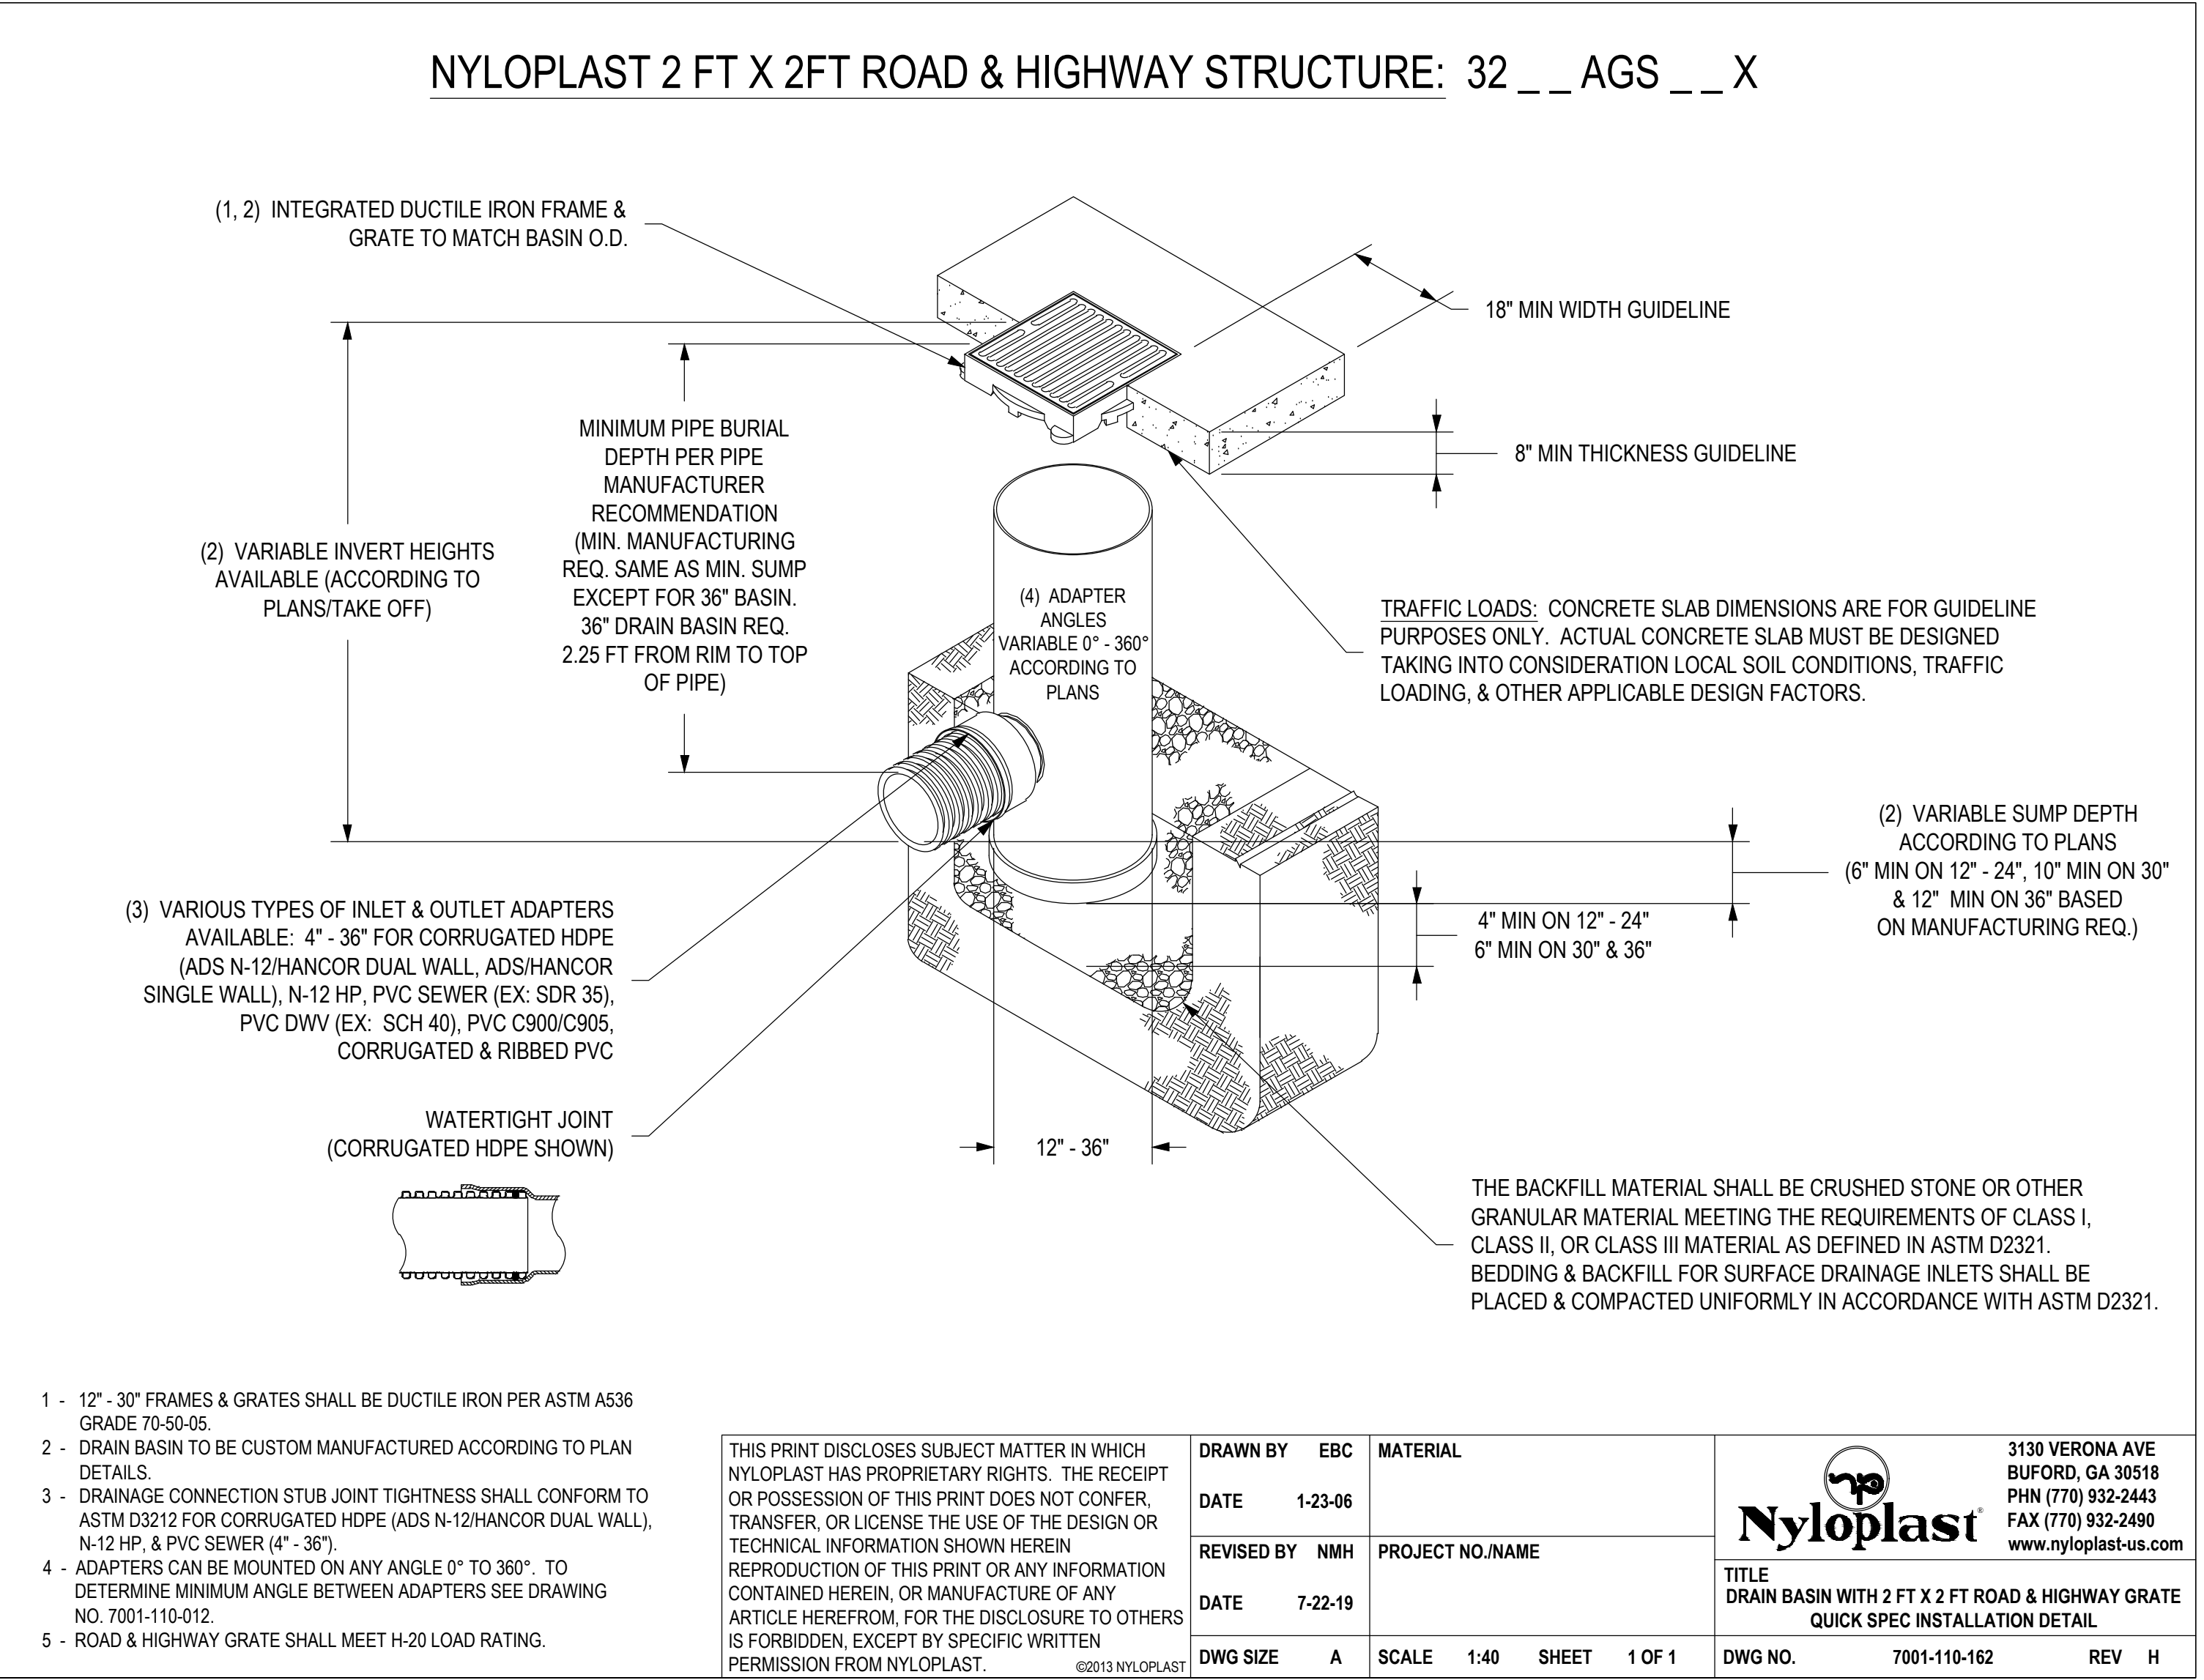 NYLOPLAST 2 FT X 2FT ROAD & HIGHWAY STRUCTURE: 32 _ _ AGS _ _ X
(1, 2) INTEGRATED DUCTILE IRON FRAME &
GRATE TO MATCH BASIN O.D.
18" MIN WIDTH GUIDELINE
8" MIN THICKNESS GUIDELINE
MINIMUM PIPE BURIAL
DEPTH PER PIPE
MANUFACTURER
RECOMMENDATION
(MIN. MANUFACTURING
REQ. SAME AS MIN. SUMP
EXCEPT FOR 36" BASIN.
36" DRAIN BASIN REQ.
2.25 FT FROM RIM TO TOP
OF PIPE)
(2) VARIABLE INVERT HEIGHTS
AVAILABLE (ACCORDING TO
PLANS/TAKE OFF)
(4) ADAPTER
ANGLES
VARIABLE 0° - 360°
ACCORDING TO
PLANS
TRAFFIC LOADS: CONCRETE SLAB DIMENSIONS ARE FOR GUIDELINE
PURPOSES ONLY. ACTUAL CONCRETE SLAB MUST BE DESIGNED
TAKING INTO CONSIDERATION LOCAL SOIL CONDITIONS, TRAFFIC
LOADING, & OTHER APPLICABLE DESIGN FACTORS.
(2) VARIABLE SUMP DEPTH
ACCORDING TO PLANS
(6" MIN ON 12" - 24", 10" MIN ON 30"
& 12" MIN ON 36" BASED
ON MANUFACTURING REQ.)
4" MIN ON 12" - 24"
6" MIN ON 30" & 36"
(3) VARIOUS TYPES OF INLET & OUTLET ADAPTERS
AVAILABLE: 4" - 36" FOR CORRUGATED HDPE
(ADS N-12/HANCOR DUAL WALL, ADS/HANCOR
SINGLE WALL), N-12 HP, PVC SEWER (EX: SDR 35),
PVC DWV (EX: SCH 40), PVC C900/C905,
CORRUGATED & RIBBED PVC
WATERTIGHT JOINT
(CORRUGATED HDPE SHOWN)
12" - 36"
THE BACKFILL MATERIAL SHALL BE CRUSHED STONE OR OTHER
GRANULAR MATERIAL MEETING THE REQUIREMENTS OF CLASS I,
CLASS II, OR CLASS III MATERIAL AS DEFINED IN ASTM D2321.
BEDDING & BACKFILL FOR SURFACE DRAINAGE INLETS SHALL BE
PLACED & COMPACTED UNIFORMLY IN ACCORDANCE WITH ASTM D2321.
1 - 12" - 30" FRAMES & GRATES SHALL BE DUCTILE IRON PER ASTM A536
GRADE 70-50-05.
2 - DRAIN BASIN TO BE CUSTOM MANUFACTURED ACCORDING TO PLAN
DETAILS.
3 - DRAINAGE CONNECTION STUB JOINT TIGHTNESS SHALL CONFORM TO
ASTM D3212 FOR CORRUGATED HDPE (ADS N-12/HANCOR DUAL WALL),
N-12 HP, & PVC SEWER (4" - 36").
4 - ADAPTERS CAN BE MOUNTED ON ANY ANGLE 0° TO 360°. TO
DETERMINE MINIMUM ANGLE BETWEEN ADAPTERS SEE DRAWING
NO. 7001-110-012.
5 - ROAD & HIGHWAY GRATE SHALL MEET H-20 LOAD RATING.
THIS PRINT DISCLOSES SUBJECT MATTER IN WHICH
NYLOPLAST HAS PROPRIETARY RIGHTS. THE RECEIPT
OR POSSESSION OF THIS PRINT DOES NOT CONFER,
TRANSFER, OR LICENSE THE USE OF THE DESIGN OR
TECHNICAL INFORMATION SHOWN HEREIN
REPRODUCTION OF THIS PRINT OR ANY INFORMATION
CONTAINED HEREIN, OR MANUFACTURE OF ANY
ARTICLE HEREFROM, FOR THE DISCLOSURE TO OTHERS
IS FORBIDDEN, EXCEPT BY SPECIFIC WRITTEN
PERMISSION FROM NYLOPLAST. ©2013 NYLOPLAST
DRAWN BY EBC
DATE 1-23-06
REVISED BY NMH
DATE 7-22-19
DWG SIZE A
MATERIAL
PROJECT NO./NAME
SCALE 1:40 SHEET 1 OF 1
Nyloplast®
3130 VERONA AVE
BUFORD, GA 30518
PHN (770) 932-2443
FAX (770) 932-2490
www.nyloplast-us.com
TITLE
DRAIN BASIN WITH 2 FT X 2 FT ROAD & HIGHWAY GRATE
QUICK SPEC INSTALLATION DETAIL
DWG NO. 7001-110-162 REV H